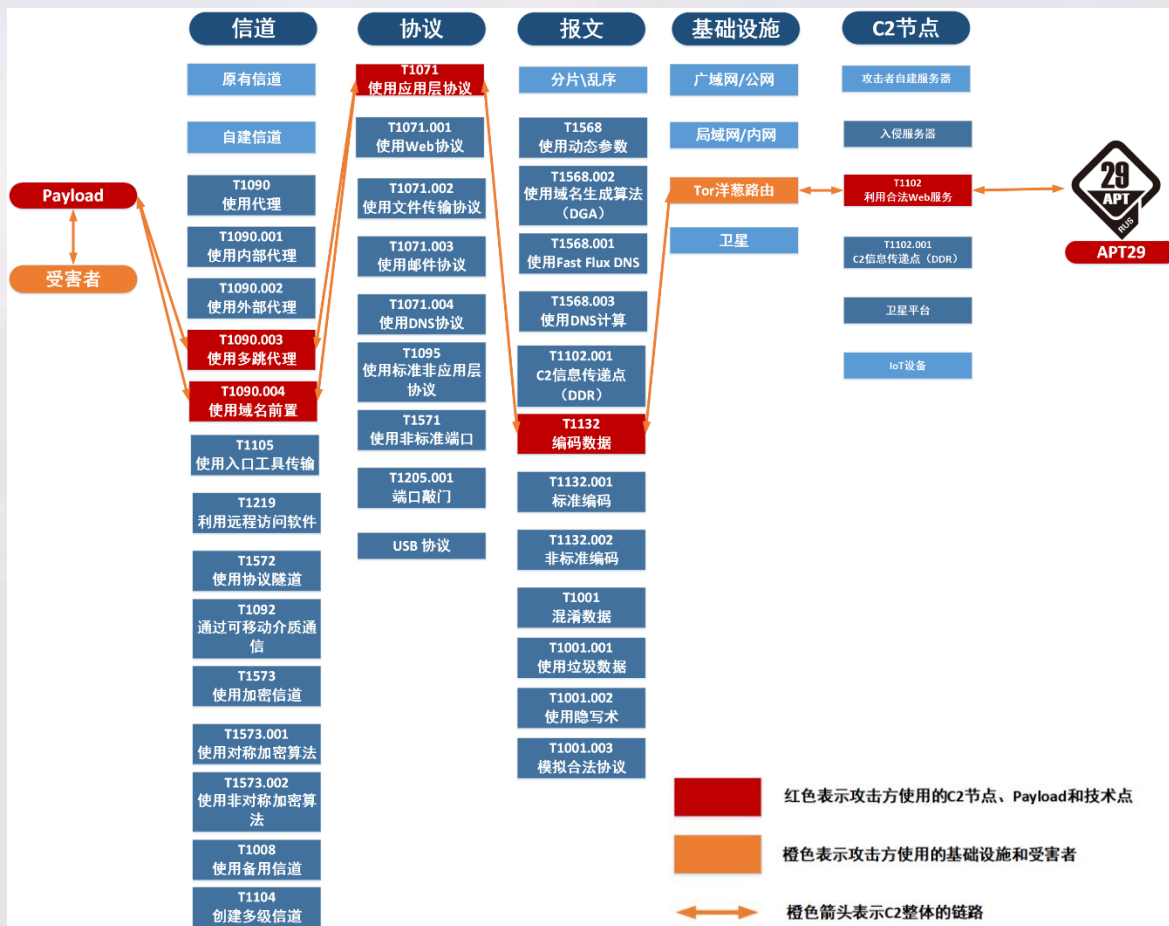 信道
协议
报文
基础设施
C2节点
原有信道
自建信道
T1090
使用代理
T1090.001
使用内部代理
T1090.002
使用外部代理
T1090.003
使用多跳代理
T1090.004
使用域名前置
T1105
使用入口工具传输
T1219
利用远程访问软件
T1572
使用协议隧道
T1092
通过可移动介质通
信
T1573
使用加密信道
T1573.001
使用对称加密算法
T1573.002
使用非对称加密算
法
T1008
使用备用信道
T1104
创建多级信道
Payload
受害者
T1071
使用应用层协议
T1071.001
使用Web协议
T1071.002
使用文件传输协议
T1071.003
使用邮件协议
T1071.004
使用DNS协议
T1095
使用标准非应用层
协议
T1571
使用非标准端口
T1205.001
端口敲门
USB 协议
分片\乱序
T1568
使用动态参数
T1568.002
使用域名生成算法
（DGA）
T1568.001
使用Fast Flux DNS
T1568.003
使用DNS计算
T1102.001
C2信息传递点
（DDR）
T1132
编码数据
T1132.001
标准编码
T1132.002
非标准编码
T1001
混淆数据
T1001.001
使用垃圾数据
T1001.002
使用隐写术
T1001.003
模拟合法协议
广域网/公网
局域网/内网
Tor洋葱路由
卫星
攻击者自建服务器
入侵服务器
T1102
利用合法Web服务
T1102.001
C2信息传递点（DDR）
卫星平台
IoT设备
29
APT
RUS
APT29
红色表示攻击方使用的C2节点、Payload和技术点
橙色表示攻击方使用的基础设施和受害者
橙色箭头表示C2整体的链路